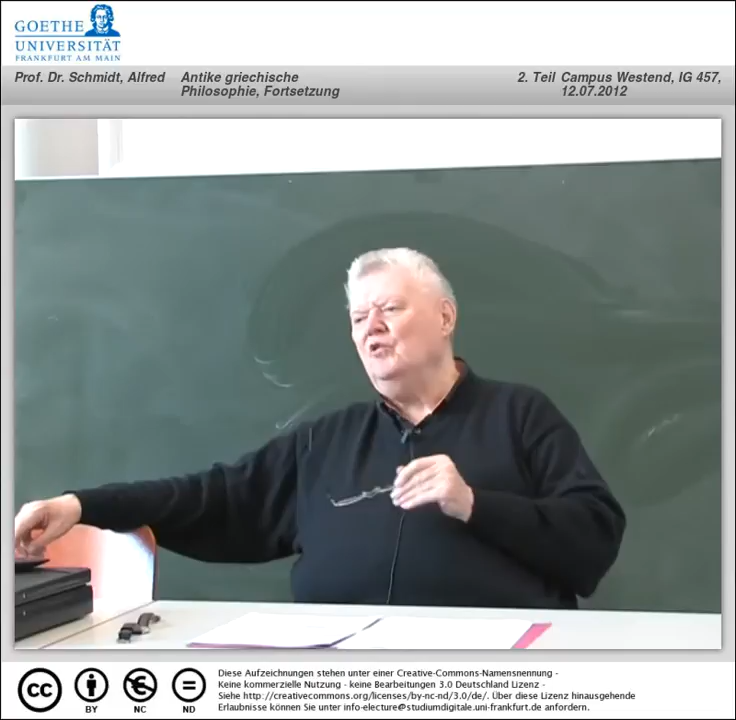 GOETHE
UNIVERSITÄT
FRANKFURT AM MAIN
Prof. Dr. Schmidt, Alfred Antike griechische 2. Teil Campus Westend, IG 457,
Philosophie, Fortsetzung 12.07.2012
Diese Aufzeichnungen stehen unter einer Creative-Commons-Namensnennung -
Keine kommerzielle Nutzung - keine Bearbeitungen 3.0 Deutschland Lizenz -
Siehe http://creativecommons.org/licenses/by-nc-nd/3.0/de/. Über diese Lizenz hinausgehende
Erlaubnisse können Sie unter info-electure@studiumdigitale.uni-frankfurt.de anfordern.
cc
BY NC ND